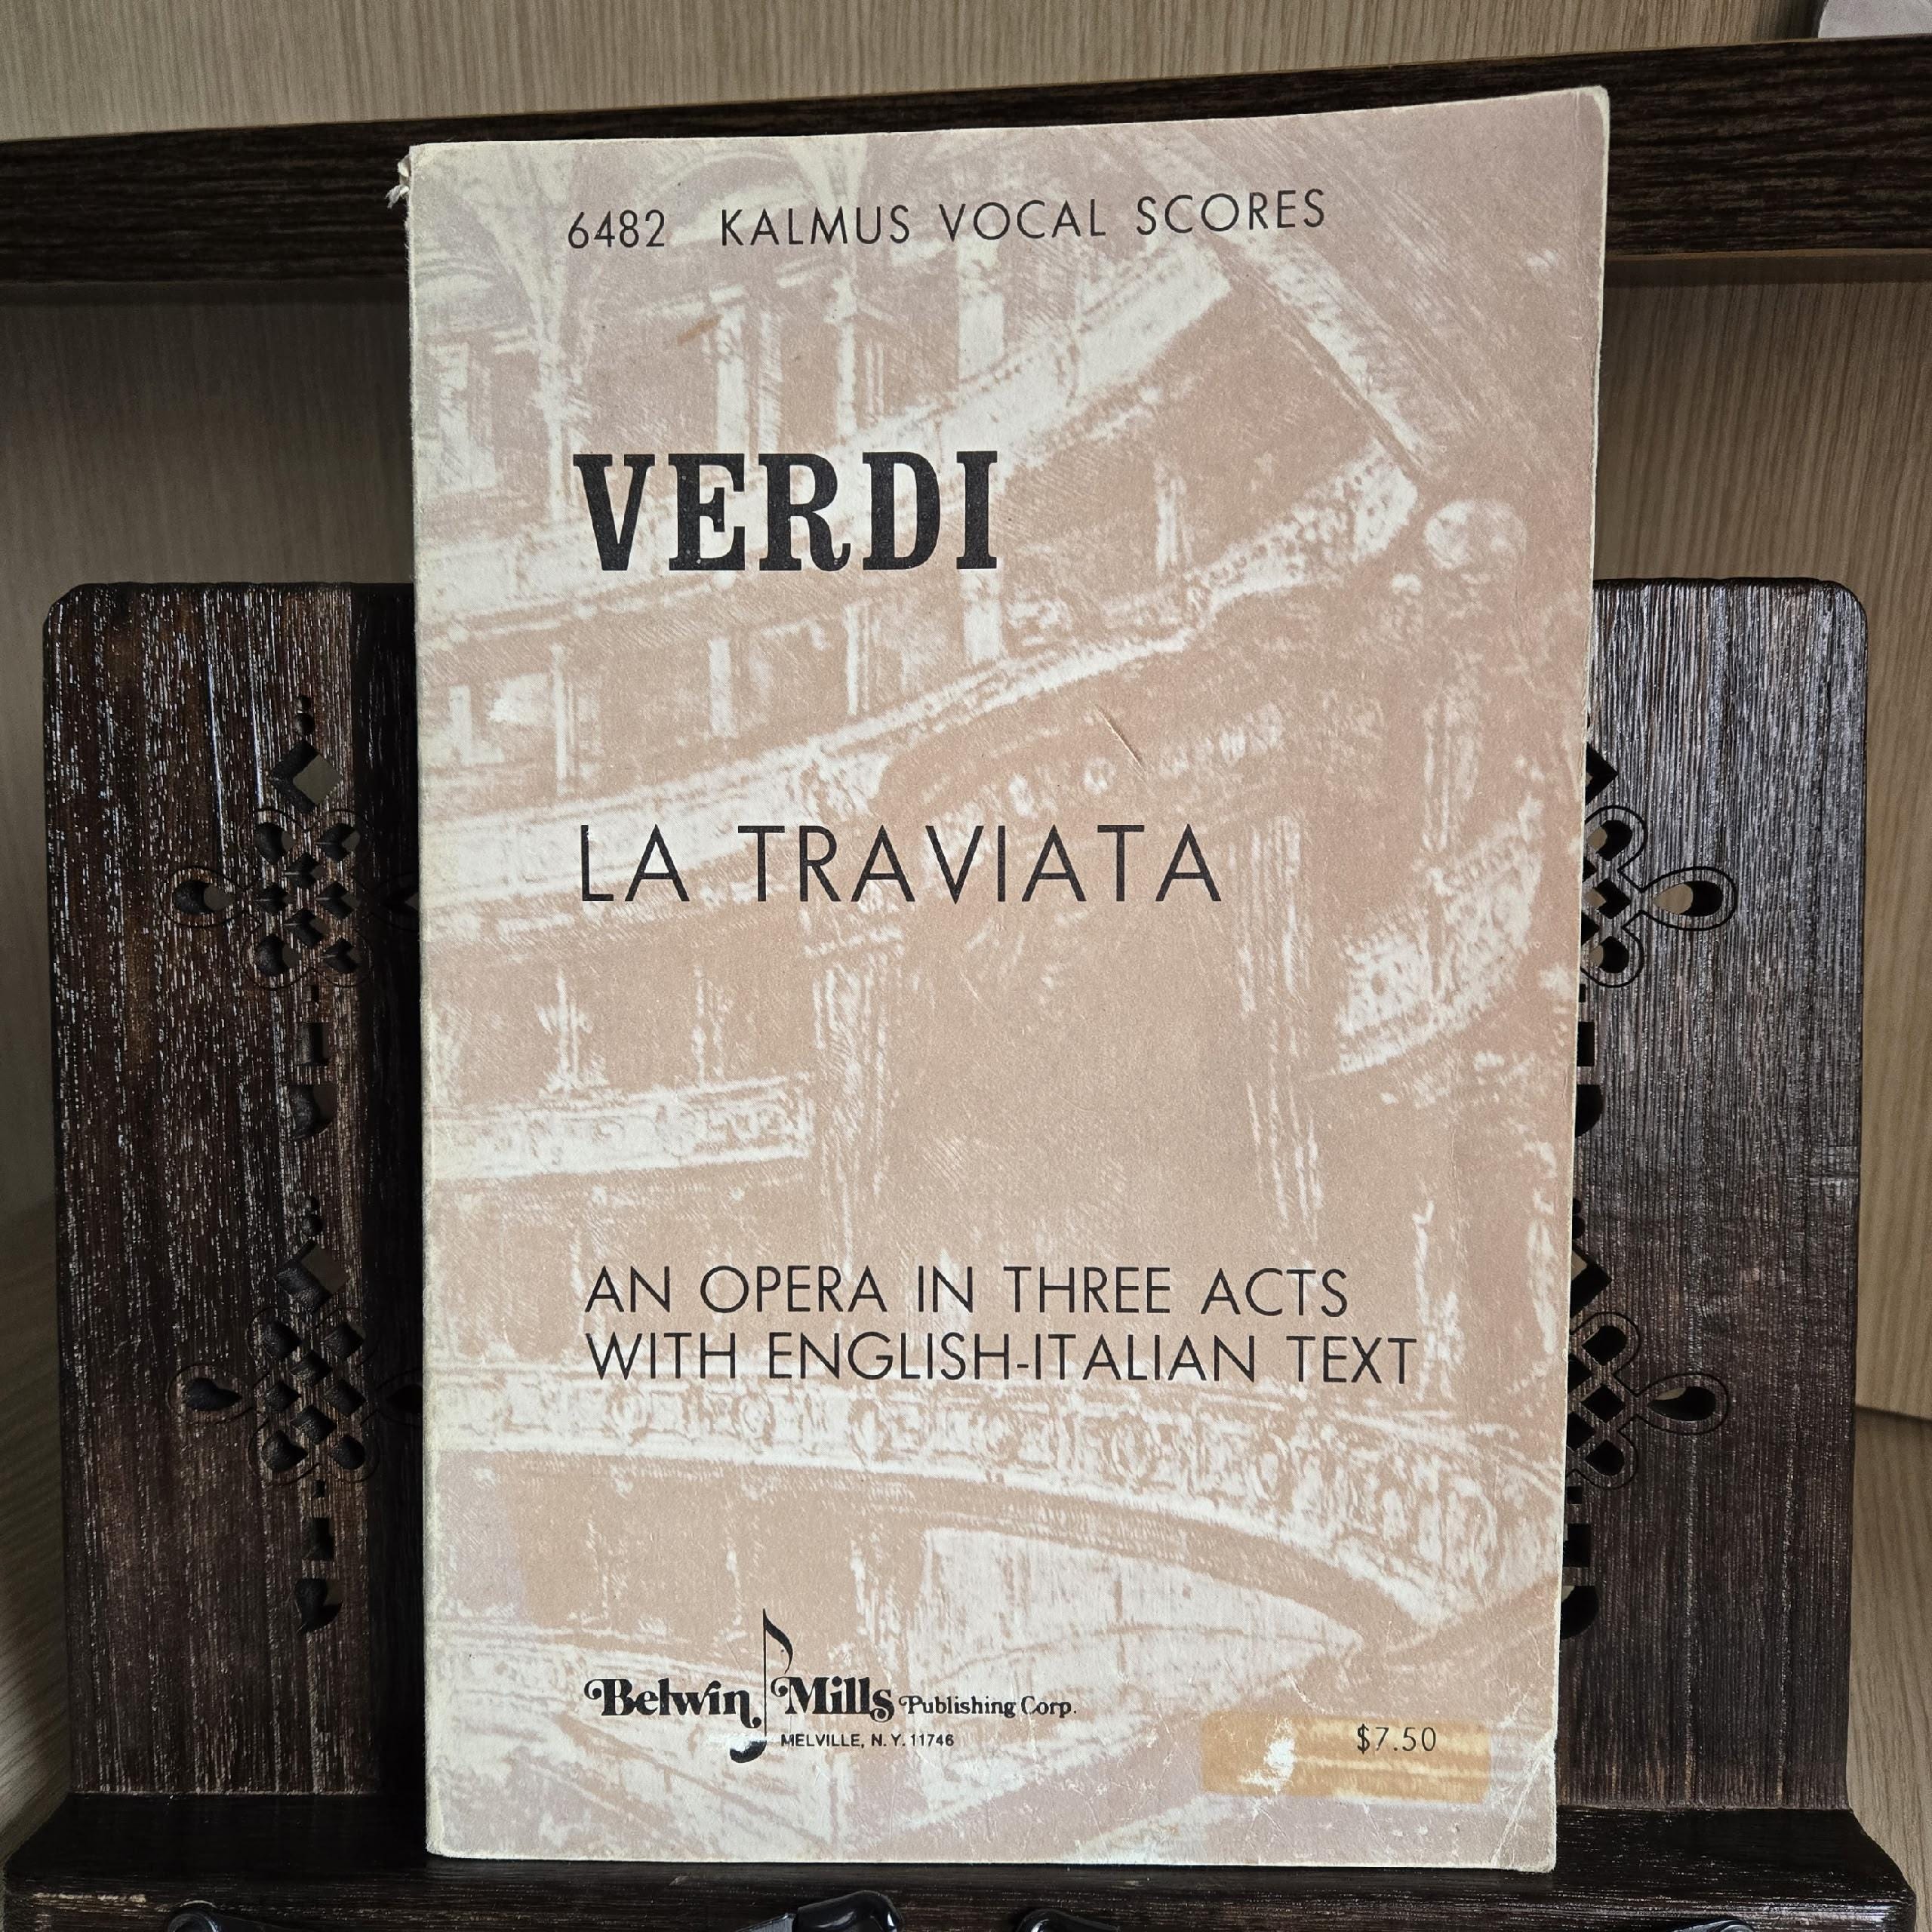 6482 KALMUS VOCAL SCORES
VERDI
LA TRAVIATA
AN OPERA IN THREE ACTS
WITH ENGLISH-ITALIAN TEXT
Belwin Mills Publishing Corp.
MELVILLE, N.Y. 11746
$7.50